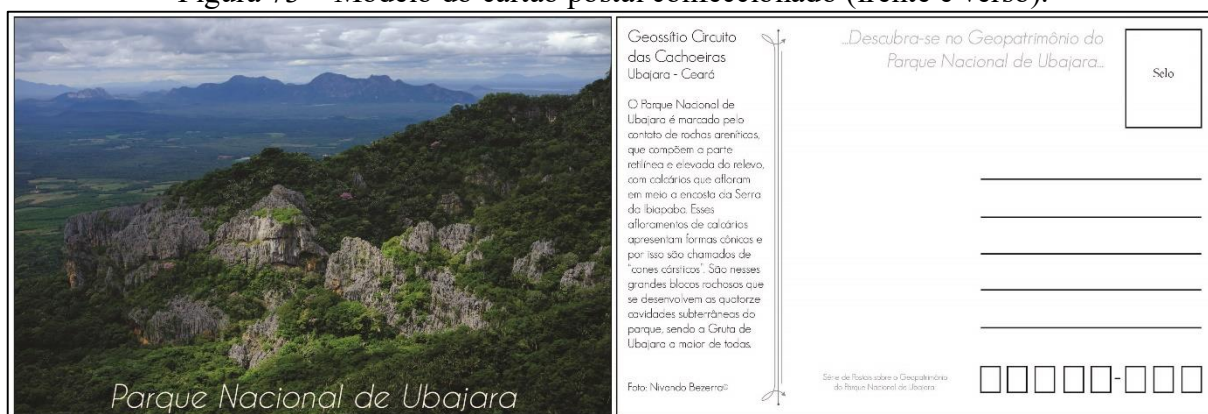 Figura 75 – Modelo do cartão postal confeccionado (frente e verso).
Parque Nacional de Ubajara
Geossítio Circuito
das Cachoeiras
Ubajara - Ceará
O Parque Nacional de
Ubajara é marcado pelo
contato de rochas areníticas,
que compõem a parte
retilínea e elevada do relevo,
com calcários que afloram
em meio a encosta da Serra
da Ibiapaba. Esses
afloramentos de calcários
apresentam formas cônicas e
por isso são chamados de
"cones cársticos". São nesses
grandes blocos rochosos que
se desenvolvem as quatorze
cavidades subterrâneas do
parque, sendo a Gruta de
Ubajara a maior de todas.
Foto: Nivando Bezerra©
...Descubra-se no Geopatrimônio do
Parque Nacional de Ubajara...
Selo
Série de Postais sobre o Geopatrimônio
do Parque Nacional de Ubajara